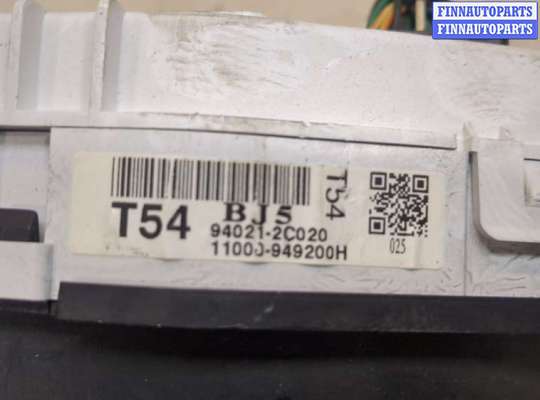 FINNAUTOPARTS
FINNAUTOPARTS
T54
BJ5
94021-2C020
11000-949200H
T54
025